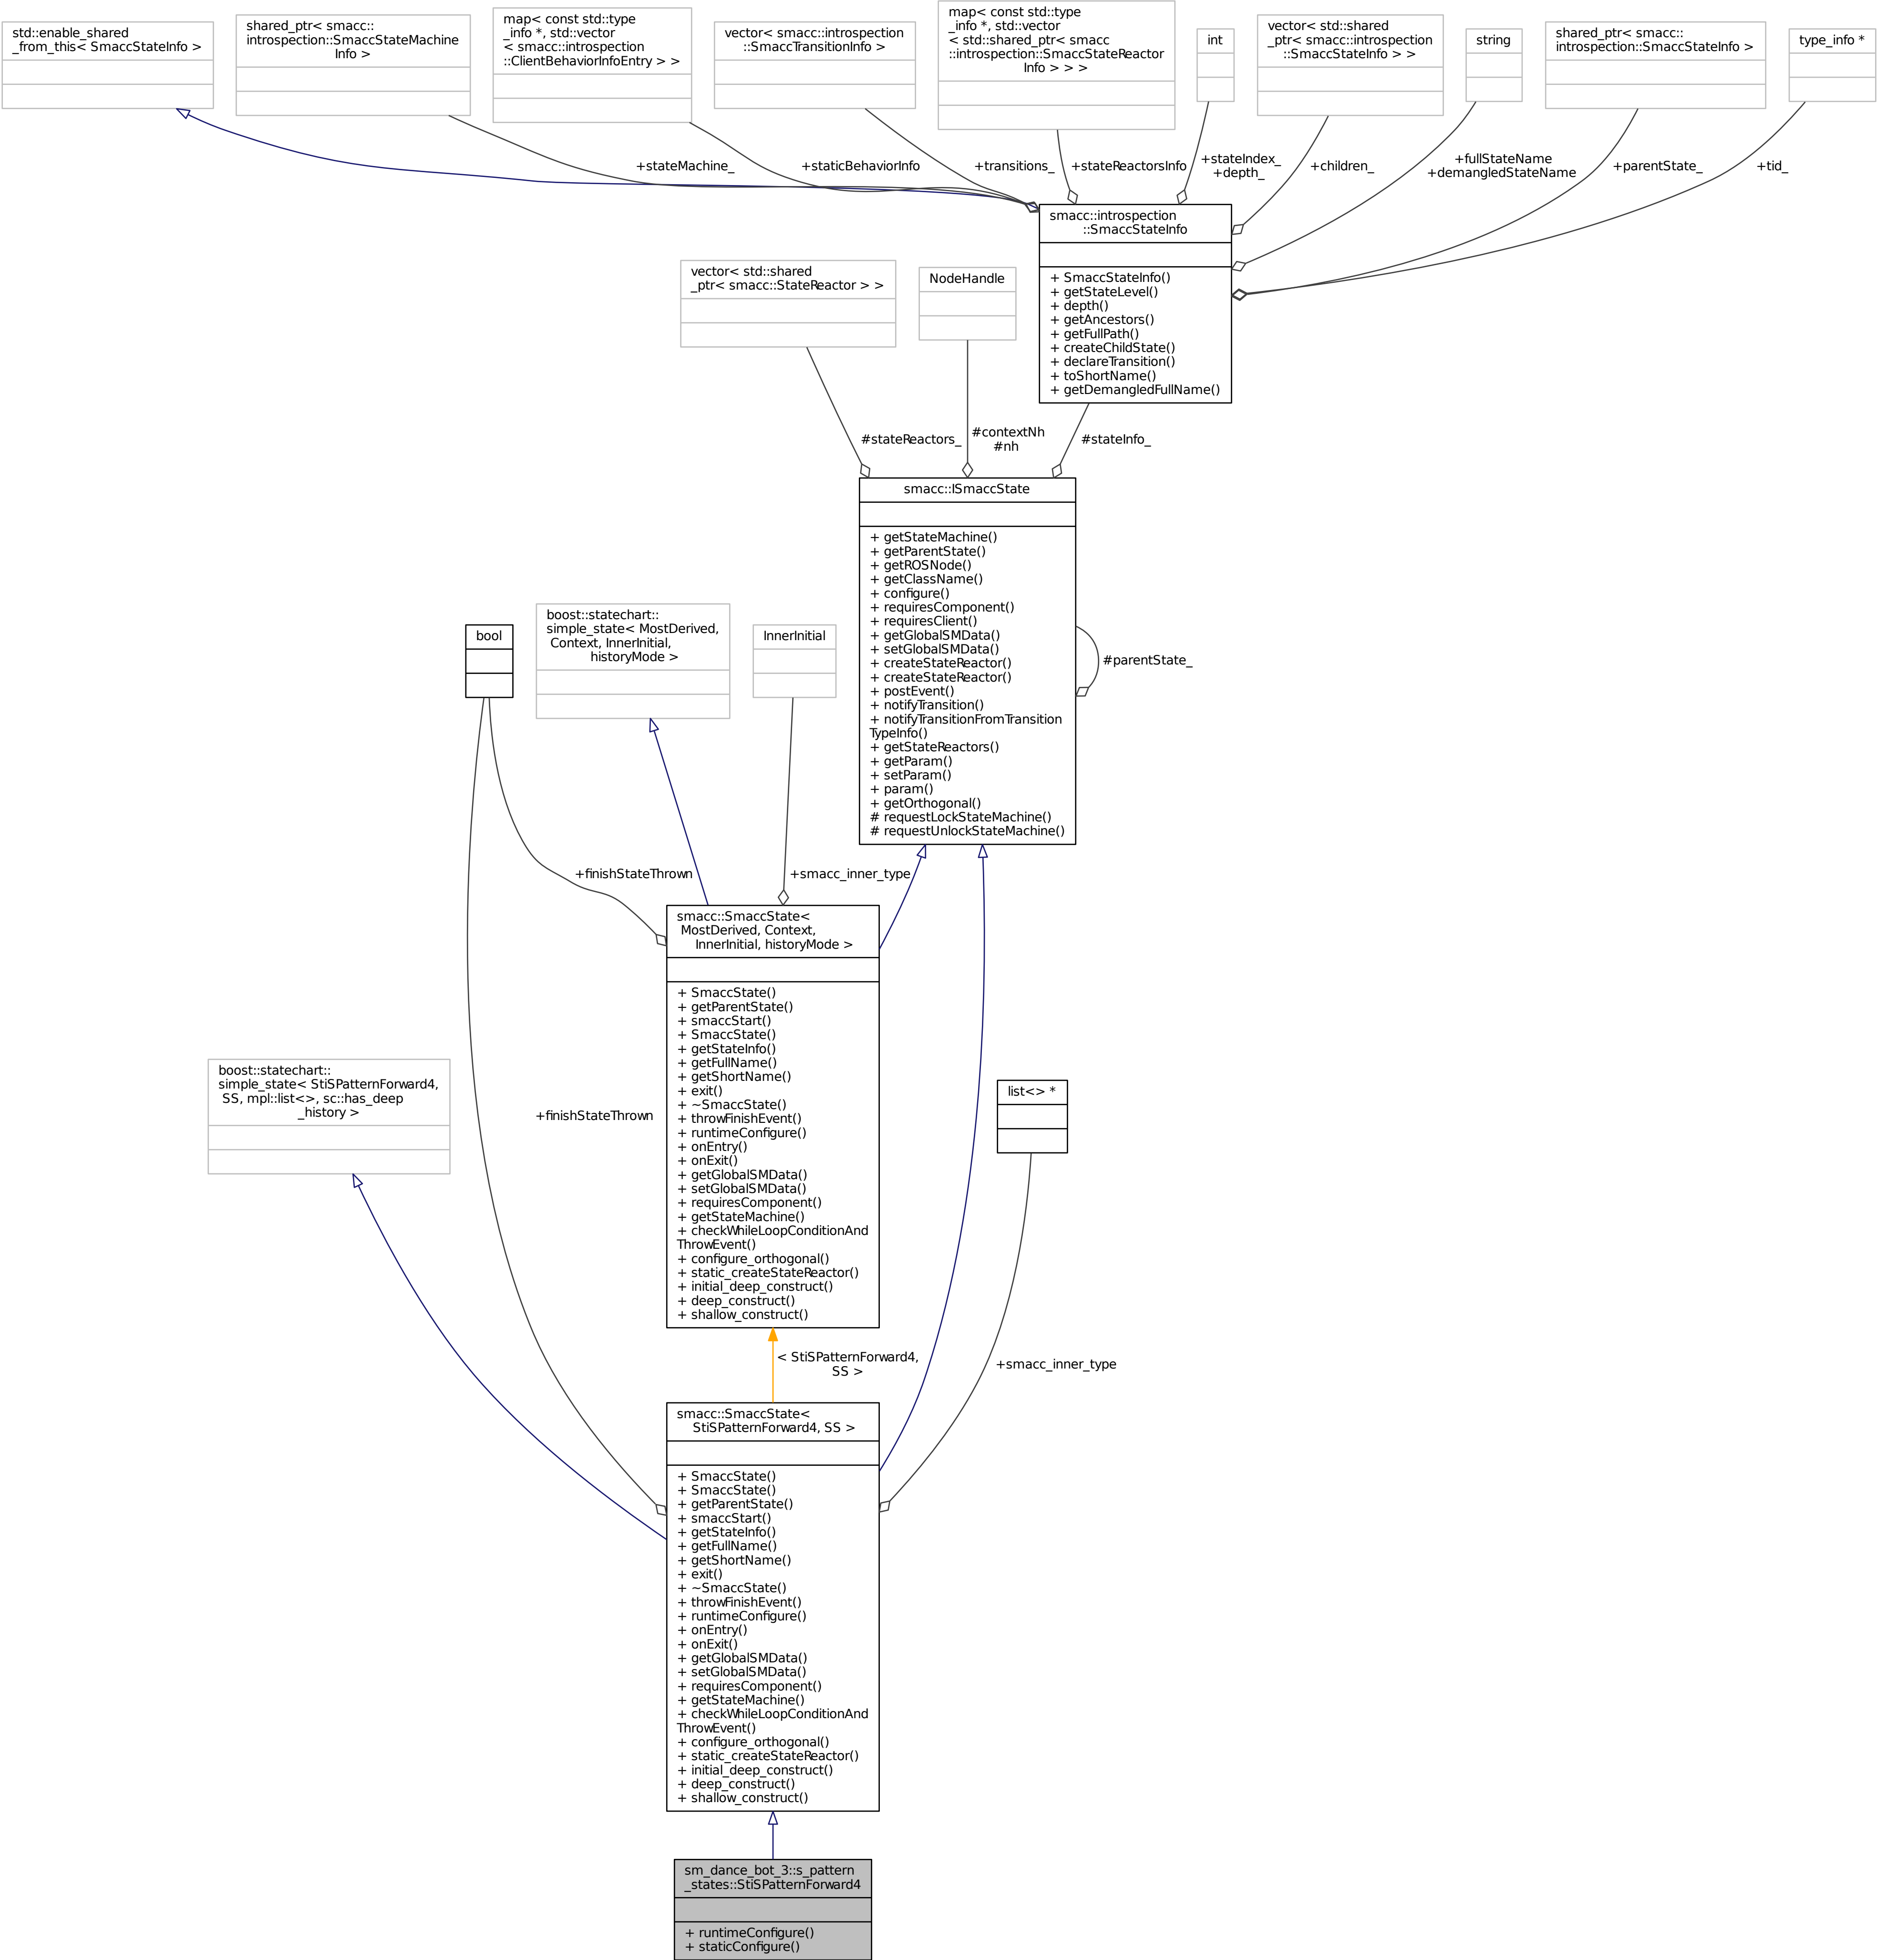 std::enable_shared
_from_this< SmaccStateInfo >
shared_ptr< smacc::
introspection::SmaccStateMachine
Info >
map< const std::type
_info *, std::vector
< smacc::introspection
::ClientBehaviorInfoEntry > >
vector< smacc::introspection
::SmaccTransitionInfo >
map< const std::type
_info *, std::vector
< std::shared_ptr< smacc
::introspection::SmaccStateReactor
Info > > >
int
vector< std::shared
_ptr< smacc::introspection
::SmaccStateInfo > >
string
shared_ptr< smacc::
introspection::SmaccStateInfo >
type_info *
+stateMachine_
+staticBehaviorInfo
+transitions_
+stateReactorsInfo
+stateIndex_
+depth_
+children_
+fullStateName
+demangledStateName
+parentState_
+tid_
smacc::introspection
::SmaccStateInfo
+ SmaccStateInfo()
+ getStateLevel()
+ depth()
+ getAncestors()
+ getFullPath()
+ createChildState()
+ declareTransition()
+ toShortName()
+ getDemangledFullName()
vector< std::shared
_ptr< smacc::StateReactor > >
NodeHandle
#stateReactors_
#contextNh
#nh
#stateInfo_
smacc::ISmaccState
+ getStateMachine()
+ getParentState()
+ getROSNode()
+ getClassName()
+ configure()
+ requiresComponent()
+ requiresClient()
+ getGlobalSMData()
+ setGlobalSMData()
+ createStateReactor()
+ createStateReactor()
+ postEvent()
+ notifyTransition()
+ notifyTransitionFromTransition
TypeInfo()
+ getStateReactors()
+ getParam()
+ setParam()
+ param()
+ getOrthogonal()
# requestLockStateMachine()
# requestUnlockStateMachine()
#parentState_
bool
boost::statechart::
simple_state< MostDerived,
Context, InnerInitial,
historyMode >
InnerInitial
+finishStateThrown
+smacc_inner_type
smacc::SmaccState<
MostDerived, Context,
InnerInitial, historyMode >
+ SmaccState()
+ getParentState()
+ smaccStart()
+ SmaccState()
+ getStateInfo()
+ getFullName()
+ getShortName()
+ exit()
+ ~SmaccState()
+ throwFinishEvent()
+ runtimeConfigure()
+ onEntry()
+ onExit()
+ getGlobalSMData()
+ setGlobalSMData()
+ requiresComponent()
+ getStateMachine()
+ checkWhileLoopConditionAnd
ThrowEvent()
+ configure_orthogonal()
+ static_createStateReactor()
+ initial_deep_construct()
+ deep_construct()
+ shallow_construct()
boost::statechart::
simple_state< StiSPatternForward4,
SS, mpl::list<>, sc::has_deep
_history >
+finishStateThrown
list<> *
< StiSPatternForward4,
SS >
+smacc_inner_type
smacc::SmaccState<
StiSPatternForward4, SS >
+ SmaccState()
+ SmaccState()
+ getParentState()
+ smaccStart()
+ getStateInfo()
+ getFullName()
+ getShortName()
+ exit()
+ ~SmaccState()
+ throwFinishEvent()
+ runtimeConfigure()
+ onEntry()
+ onExit()
+ getGlobalSMData()
+ setGlobalSMData()
+ requiresComponent()
+ getStateMachine()
+ checkWhileLoopConditionAnd
ThrowEvent()
+ configure_orthogonal()
+ static_createStateReactor()
+ initial_deep_construct()
+ deep_construct()
+ shallow_construct()
sm_dance_bot_3::s_pattern
_states::StiSPatternForward4
+ runtimeConfigure()
+ staticConfigure()